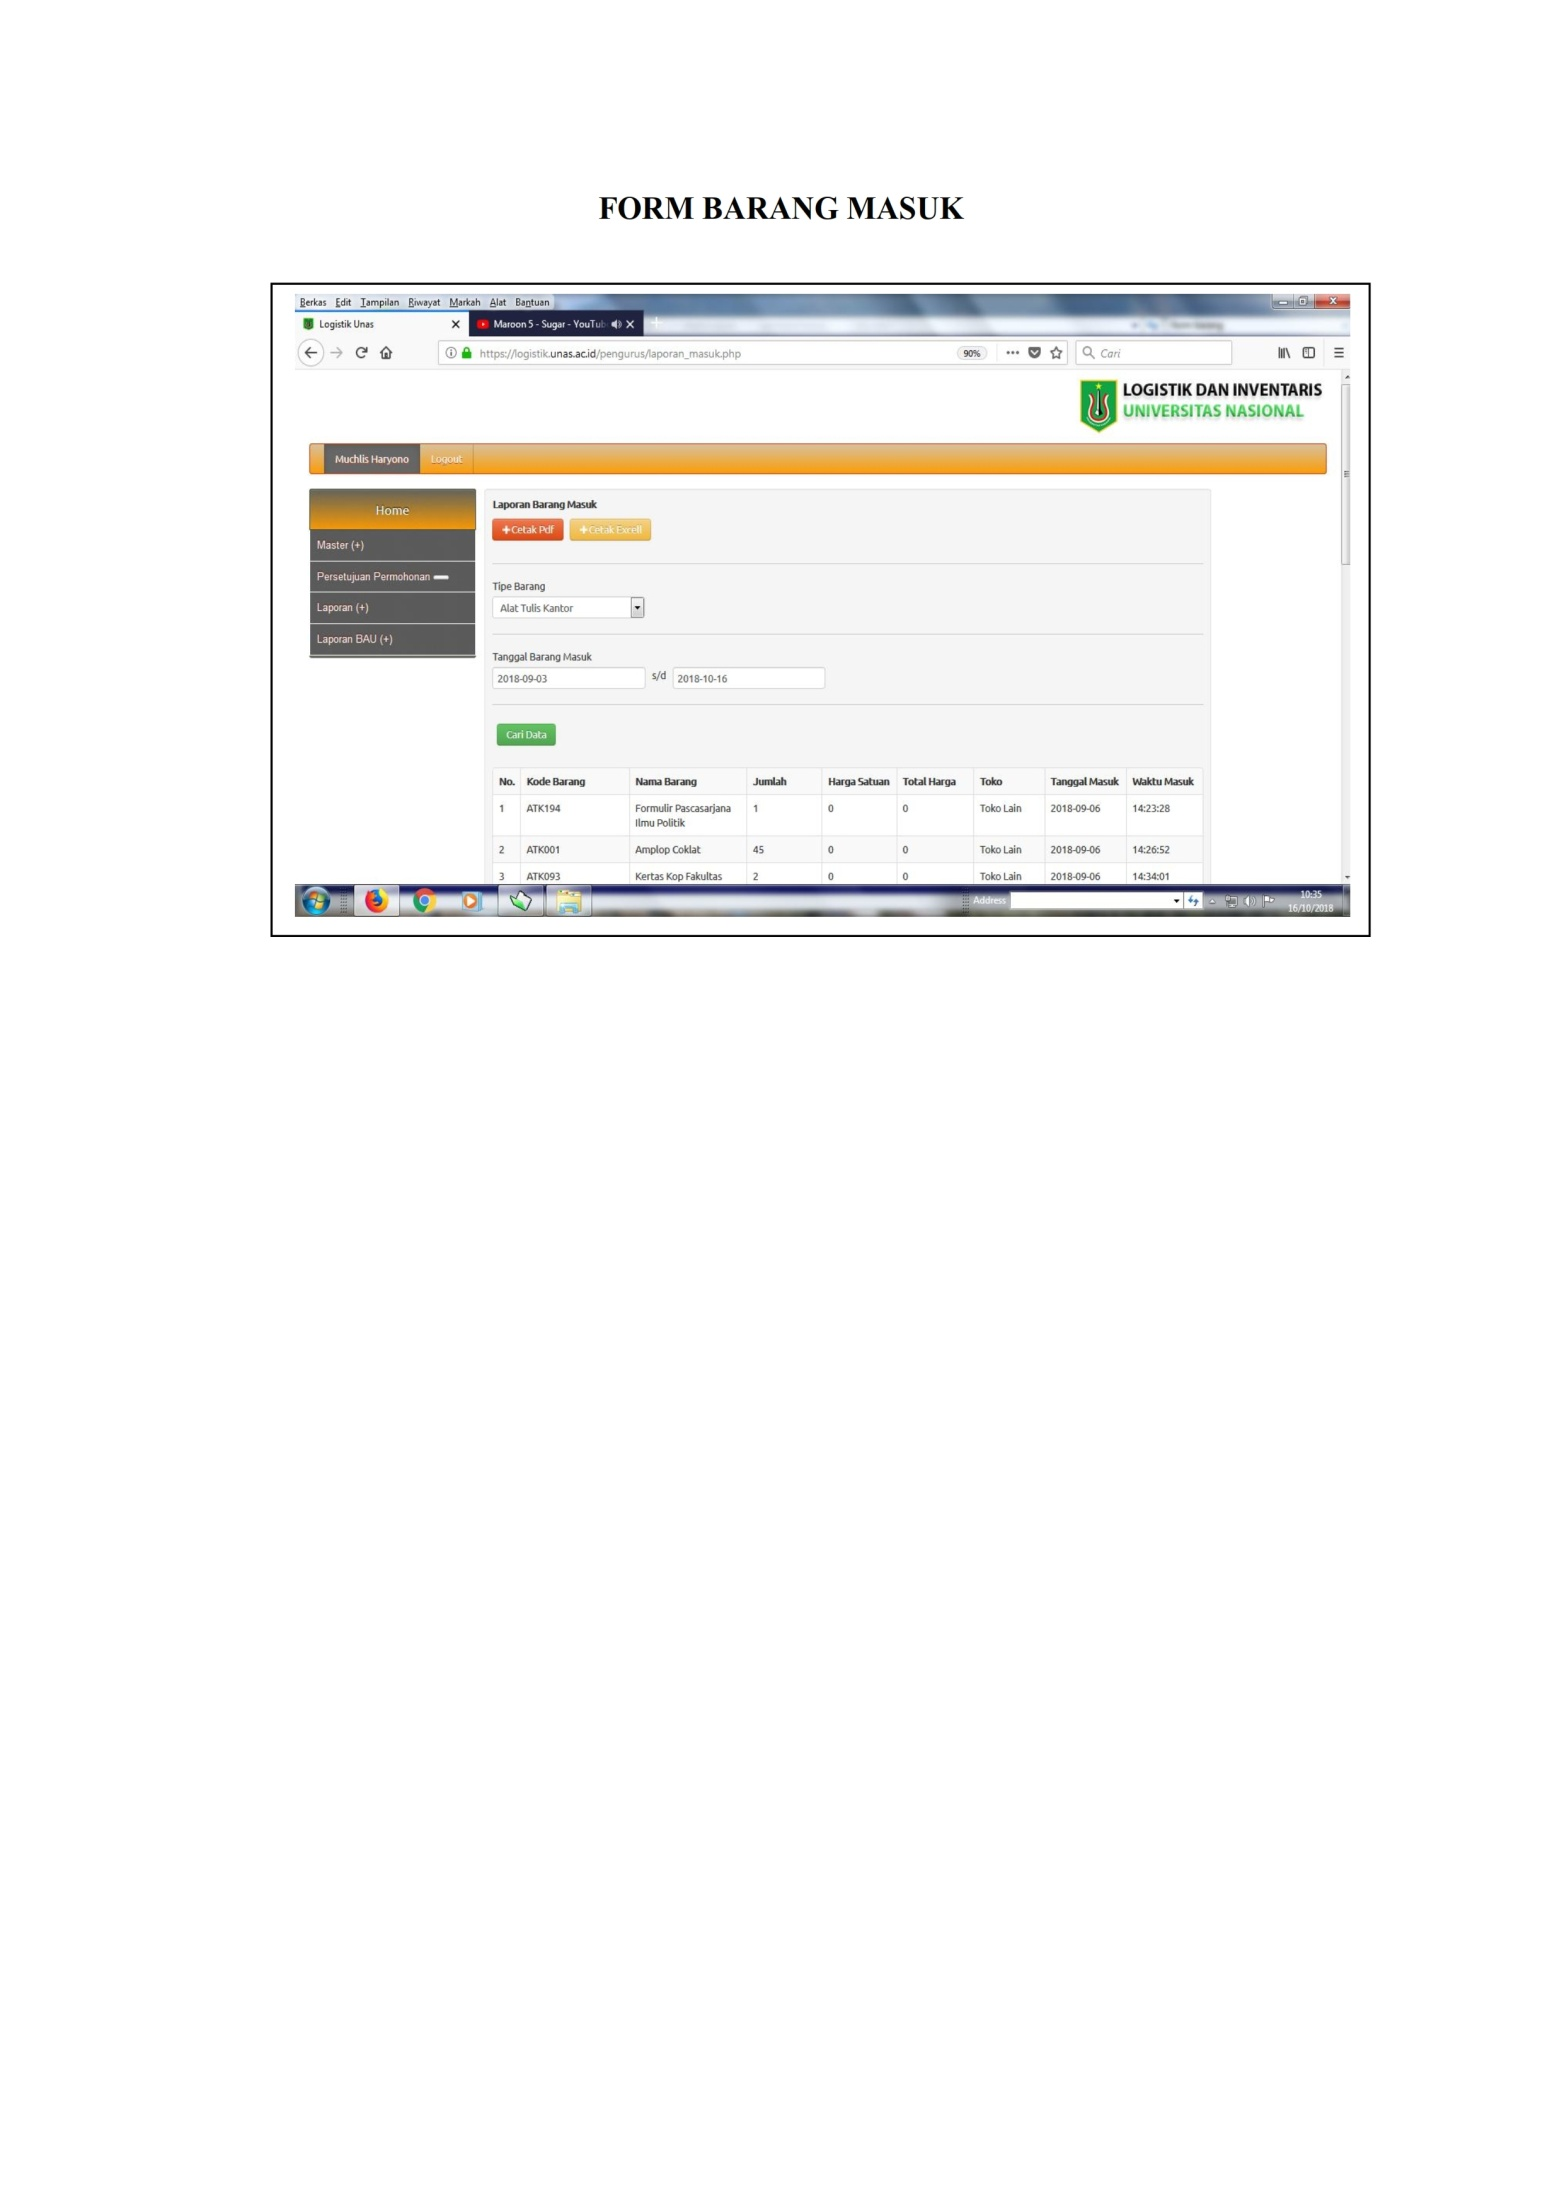 FORM BARANG MASUK
Berkas Edit Tampilan Riwayat Markah Alat Bantuan
Logistik Unas
Maroon 5 - Sugar - YouTub
https://logistik.unas.ac.id/pengurus/laporan_masuk.php
90%
Cari
LOGISTIK DAN INVENTARIS
UNIVERSITAS NASIONAL
Muchlis Haryono Logout
Home
Master (+)
Persetujuan Permohonan
Laporan (+)
Laporan BAU (+)
Laporan Barang Masuk
+Cetak Pdf +Cetak Excell
Tipe Barang
Alat Tulis Kantor
Tanggal Barang Masuk
2018-09-03 s/d 2018-10-16
Cari Data
No. Kode Barang Nama Barang Jumlah Harga Satuan Total Harga Toko Tanggal Masuk Waktu Masuk
1 ATK194 Formulir Pascasarjana 1 0 0 Toko Lain 2018-09-06 14:23:28
Ilmu Politik
2 ATK001 Amplop Coklat 45 0 0 Toko Lain 2018-09-06 14:26:52
3 ATK093 Kertas Kop Fakultas 2 0 0 Toko Lain 2018-09-06 14:34:01
Address
10:35
16/10/2018